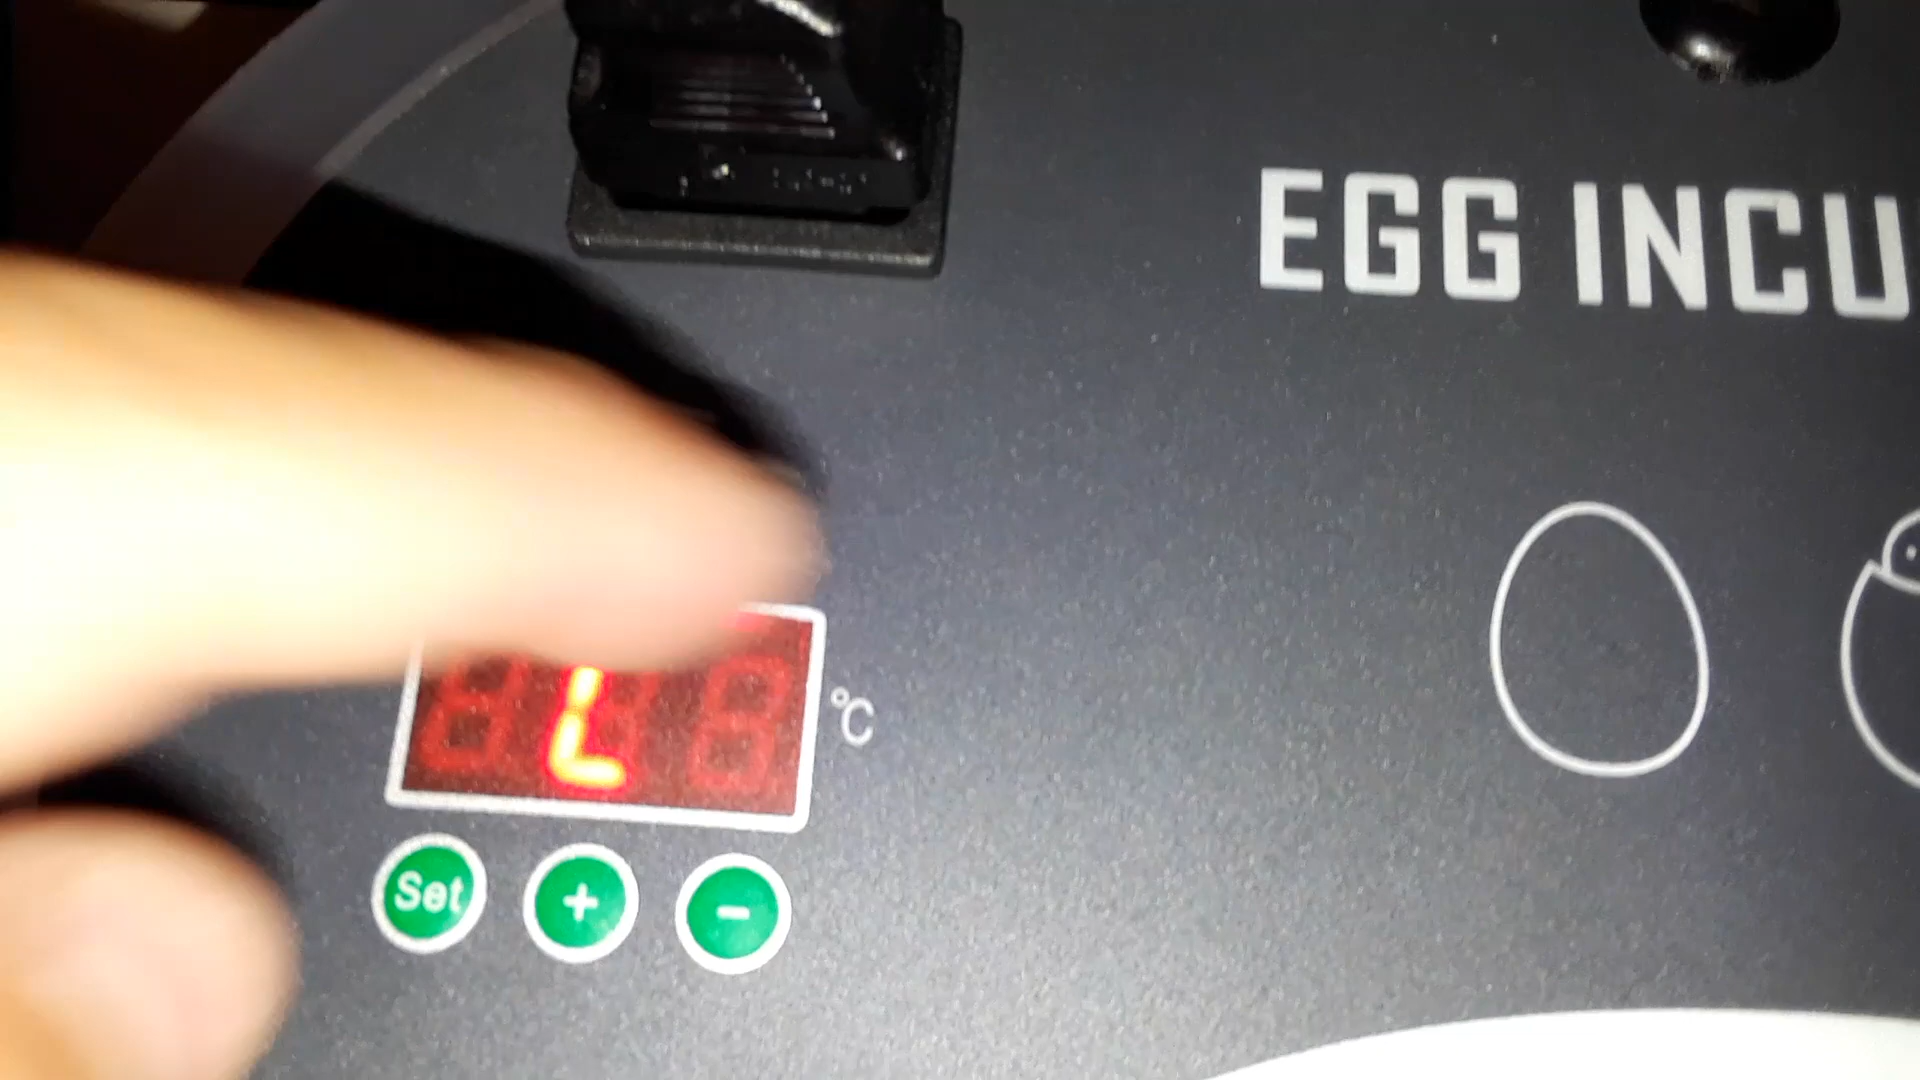 EGG INCU
L
°C
Set + -